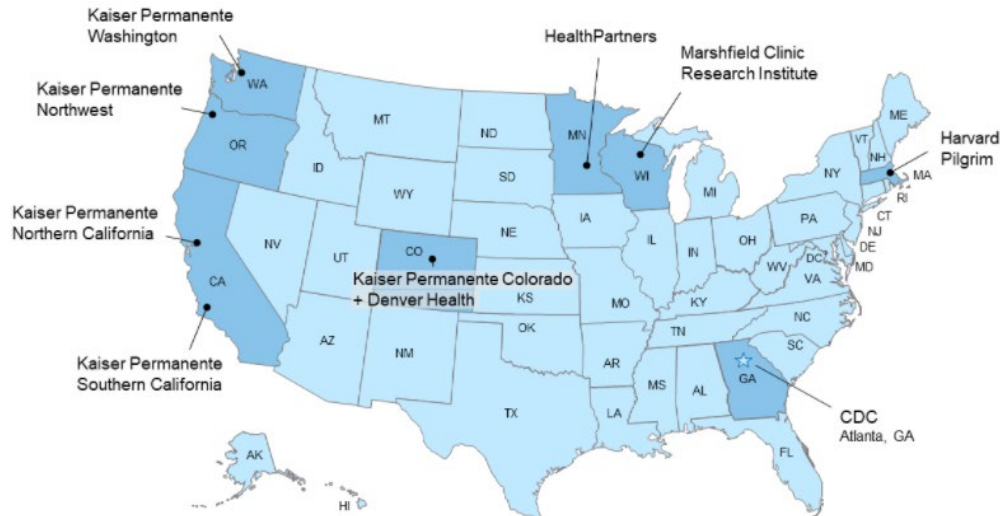 Kaiser Permanente
Washington
HealthPartners
Marshfield Clinic
Research Institute
Kaiser Permanente
Northwest
Harvard
Pilgrim
Kaiser Permanente
Northern California
Kaiser Permanente Colorado
+ Denver Health
Kaiser Permanente
Southern California
CDC
Atlanta, GA
WA
OR
CA
ID
NV
MT
WY
UT
AZ
CO
NM
ND
SD
NE
KS
OK
TX
MN
IA
MO
AR
LA
WI
IL
MI
IN
OH
KY
TN
MS
AL
GA
FL
SC
NC
VA
WV
DC
MD
DE
NJ
PA
NY
CT
RI
MA
VT
NH
ME
AK
HI